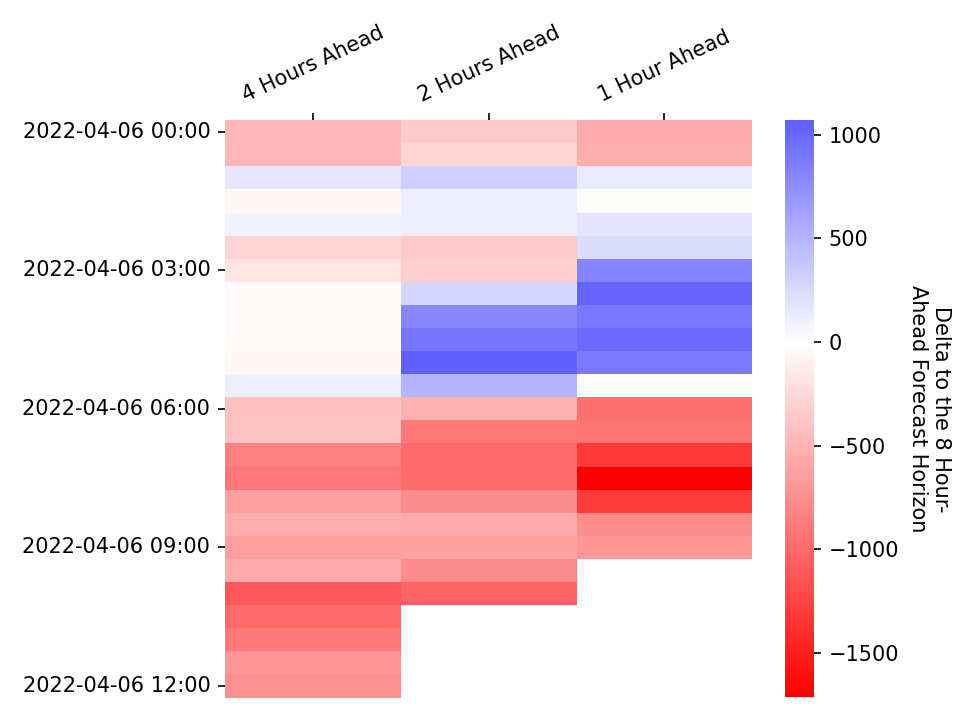 4 Hours Ahead
2 Hours Ahead
1 Hour Ahead
2022-04-06 00:00
2022-04-06 03:00
2022-04-06 06:00
2022-04-06 09:00
2022-04-06 12:00
1000
500
0
−500
−1000
−1500
Delta to the 8 Hour-
Ahead Forecast Horizon